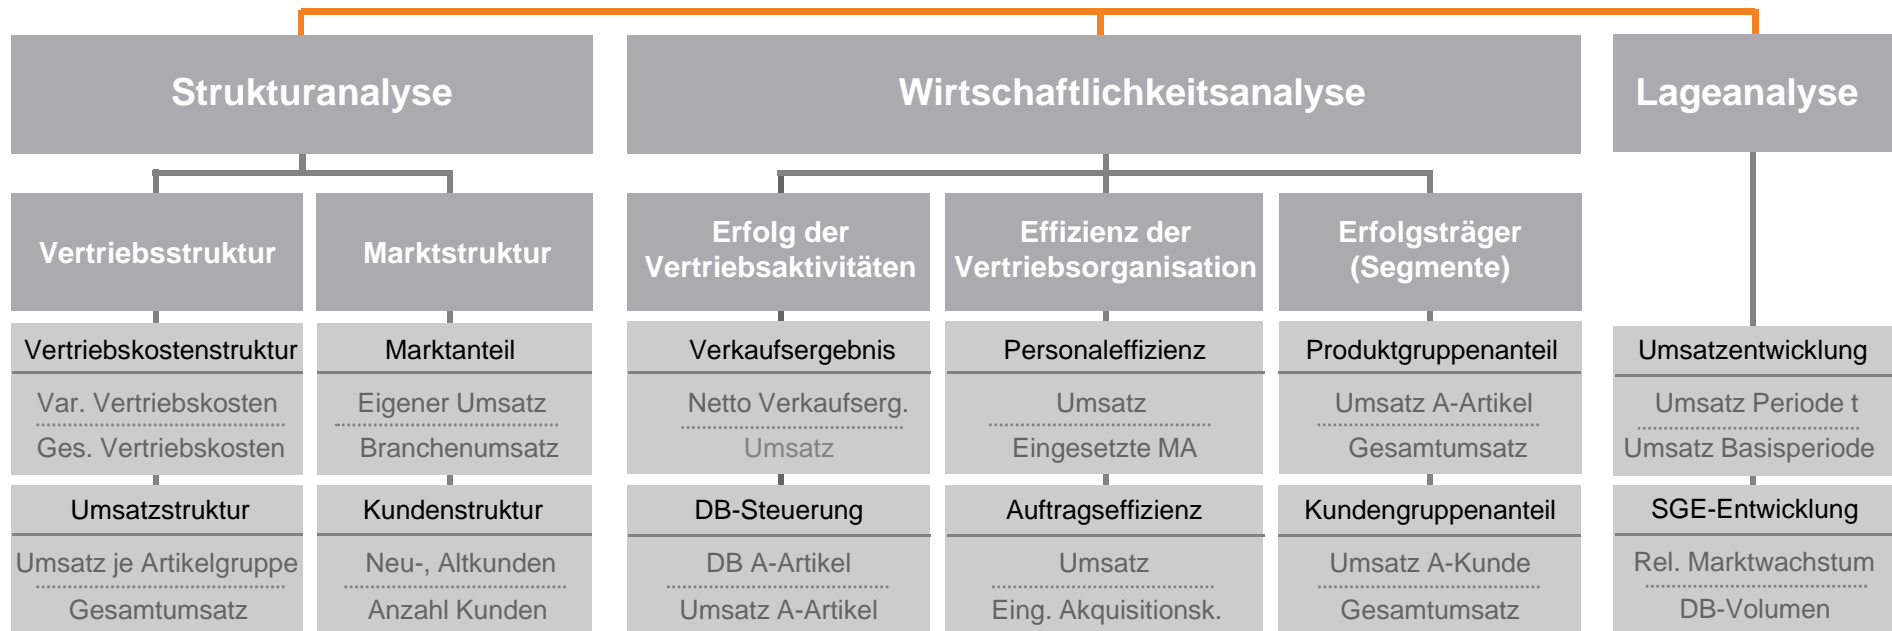 Strukturanalyse
Wirtschaftlichkeitsanalyse
Lageanalyse
Vertriebsstruktur
Marktstruktur
Erfolg der
Vertriebsaktivitäten
Effizienz der
Vertriebsorganisation
Erfolgsträger
(Segmente)
Vertriebskostenstruktur
Var. Vertriebskosten
Ges. Vertriebskosten
Marktanteil
Eigener Umsatz
Branchenumsatz
Verkaufsergebnis
Netto Verkaufserg.
Umsatz
Personaleffizienz
Umsatz
Eingesetzte MA
Produktgruppenanteil
Umsatz A-Artikel
Gesamtumsatz
Umsatzentwicklung
Umsatz Periode t
Umsatz Basisperiode
Umsatzstruktur
Umsatz je Artikelgruppe
Gesamtumsatz
Kundenstruktur
Neu-, Altkunden
Anzahl Kunden
DB-Steuerung
DB A-Artikel
Umsatz A-Artikel
Auftragseffizienz
Umsatz
Eing. Akquisitionsk.
Kundengruppenanteil
Umsatz A-Kunde
Gesamtumsatz
SGE-Entwicklung
Rel. Marktwachstum
DB-Volumen